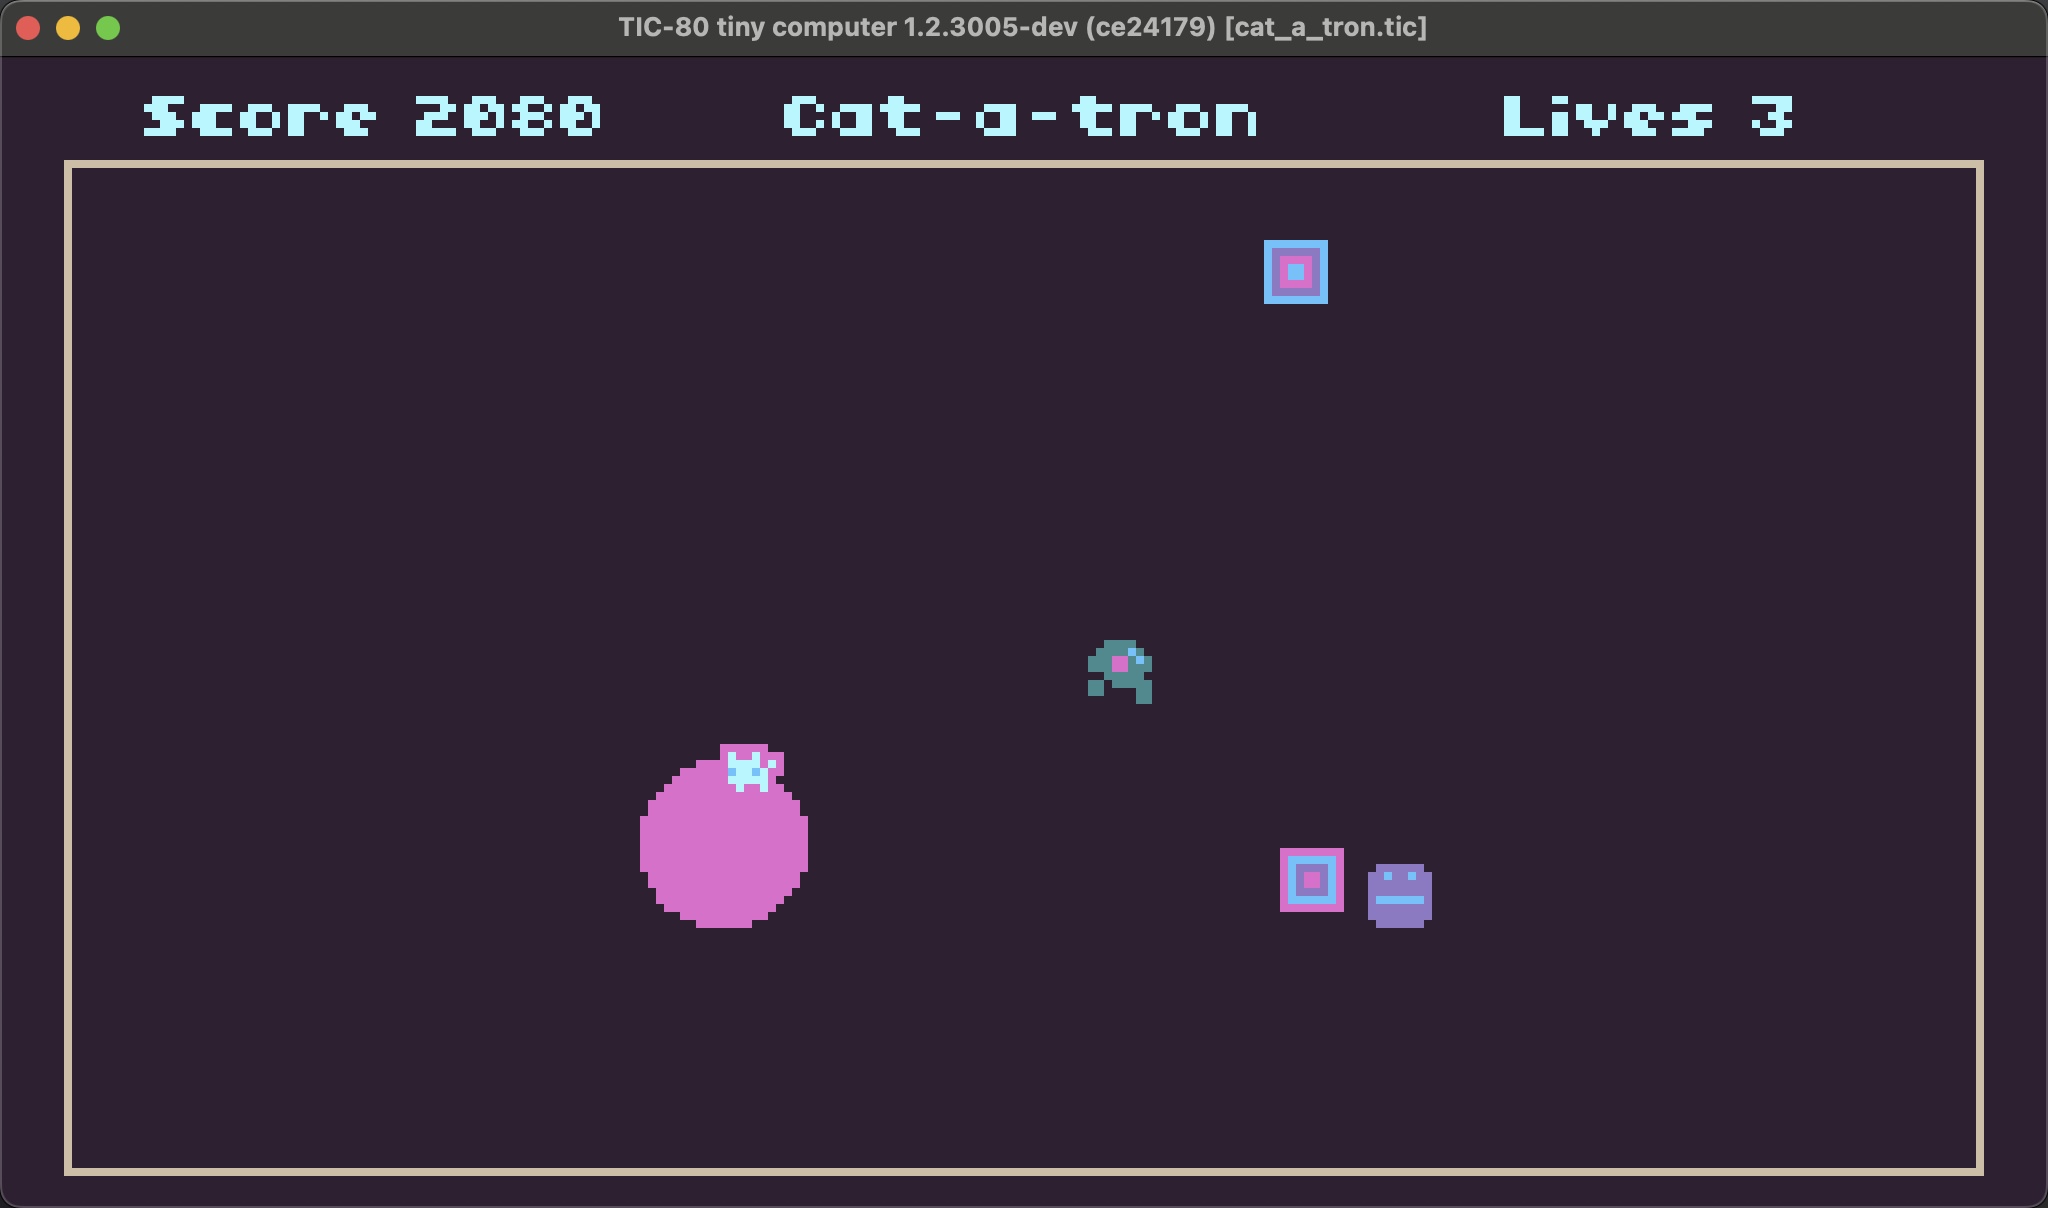 TIC-80 tiny computer 1.2.3005-dev (ce24179) [cat_a_tron.tic]
Score 2080 Cat-a-tron Lives 3